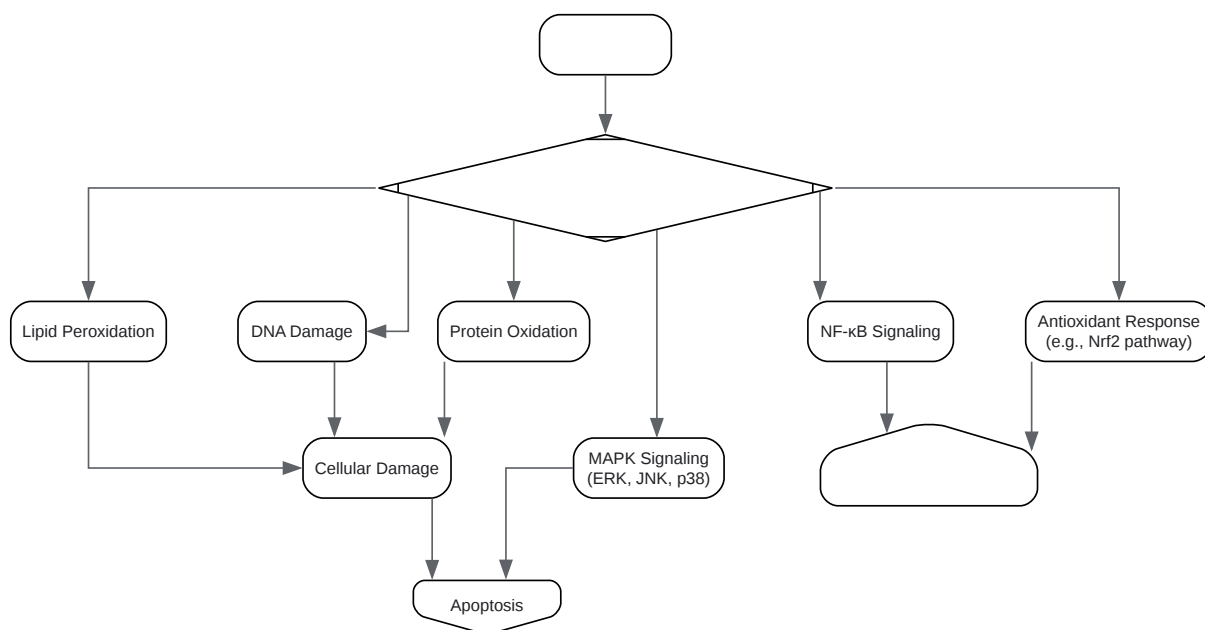 Lipid Peroxidation
DNA Damage
Protein Oxidation
NF-κB Signaling
Antioxidant Response
(e.g., Nrf2 pathway)
Cellular Damage
MAPK Signaling
(ERK, JNK, p38)
Apoptosis